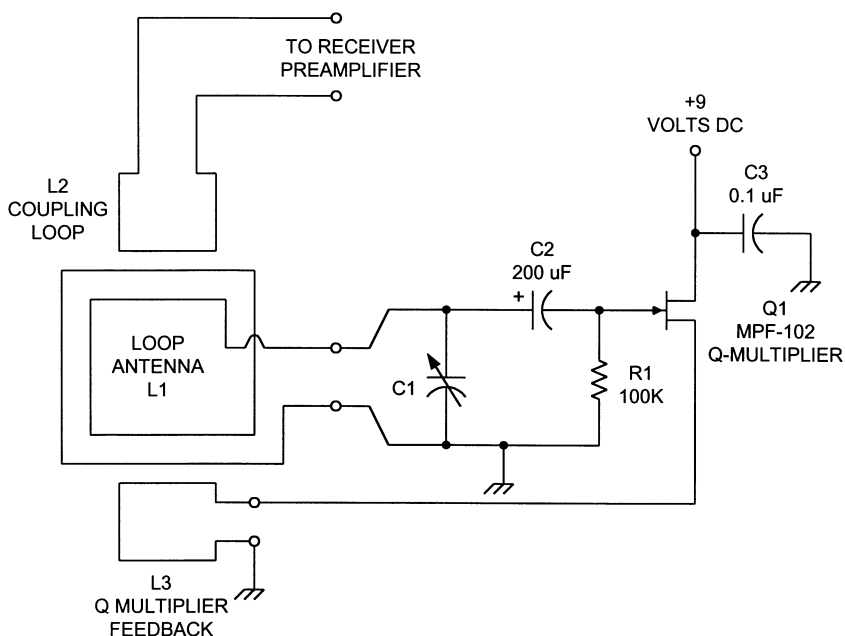 TO RECEIVER
PREAMPLIFIER
+9
VOLTS DC
L2
COUPLING
LOOP
C3
0.1 uF
C2
200 uF
+
LOOP
ANTENNA
L1
Q1
MPF-102
Q-MULTIPLIER
C1
R1
100K
L3
Q MULTIPLIER
FEEDBACK